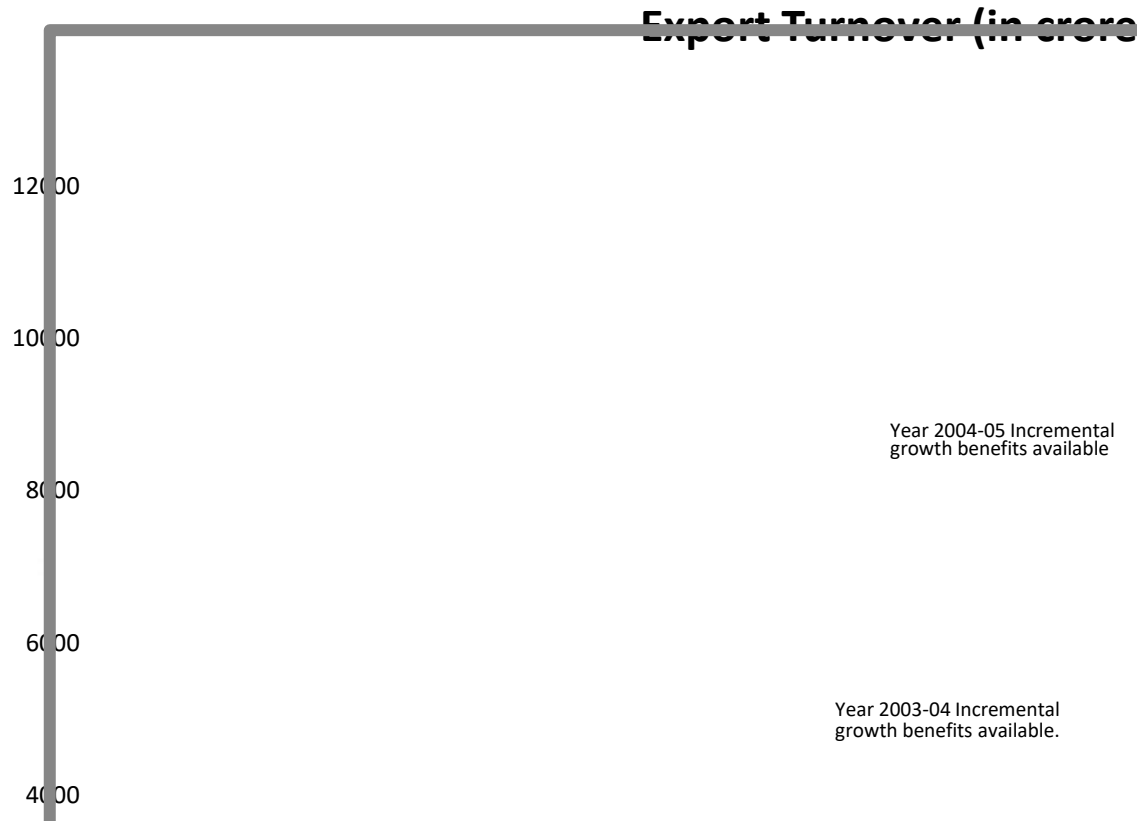 Export Turnover (in crore
12000
10000
Year 2004-05 Incremental
growth benefits available
8000
6000
Year 2003-04 Incremental
growth benefits available.
4000